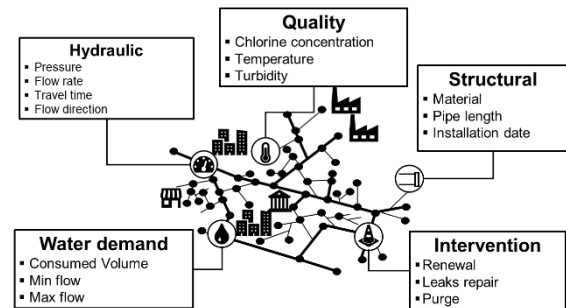 Quality
▪ Chlorine concentration
▪ Temperature
▪ Turbidity
Hydraulic
▪ Pressure
▪ Flow rate
▪ Travel time
▪ Flow direction
Structural
▪ Material
▪ Pipe length
▪ Installation date
Water demand
▪ Consumed Volume
▪ Min flow
▪ Max flow
Intervention
▪ Renewal
▪ Leaks repair
▪ Purge